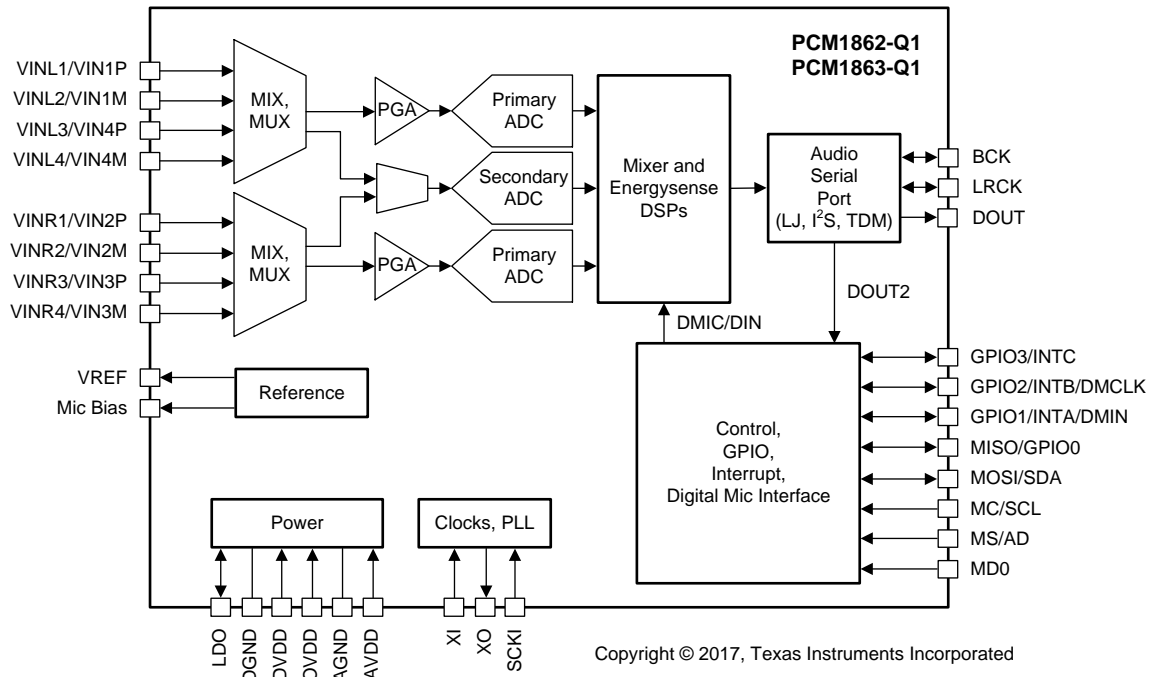 PCM1862-Q1
PCM1863-Q1
VINL1/VIN1P
VINL2/VIN1M
VINL3/VIN4P
VINL4/VIN4M
VINR1/VIN2P
VINR2/VIN2M
VINR3/VIN3P
VINR4/VIN3M
MIX,
MUX
MIX,
MUX
PGA
PGA
Primary
ADC
Secondary
ADC
Primary
ADC
Mixer and
Energysense
DSPs
Audio
Serial
Port
(LJ, I²S, TDM)
BCK
LRCK
DOUT
DOUT2
DMIC/DIN
VREF
Mic Bias
Reference
Control,
GPIO,
Interrupt,
Digital Mic Interface
GPIO3/INTC
GPIO2/INTB/DMCLK
GPIO1/INTA/DMIN
MISO/GPIO0
MOSI/SDA
MC/SCL
MS/AD
MD0
Power
Clocks, PLL
LDO
DGND
DVDD
AGND
AVDD
XI
XO
SCKI
Copyright © 2017, Texas Instruments Incorporated